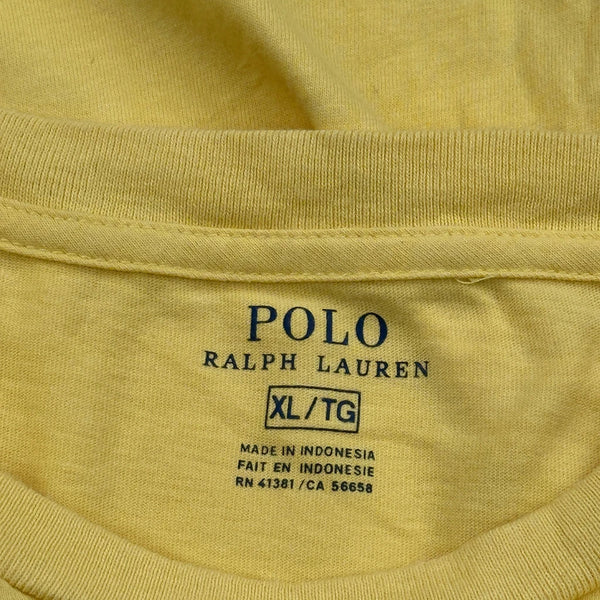 POLO
RALPH LAUREN
XL/TG
MADE IN INDONESIA
FAIT EN INDONESIE
RN 41381 /CA 56658